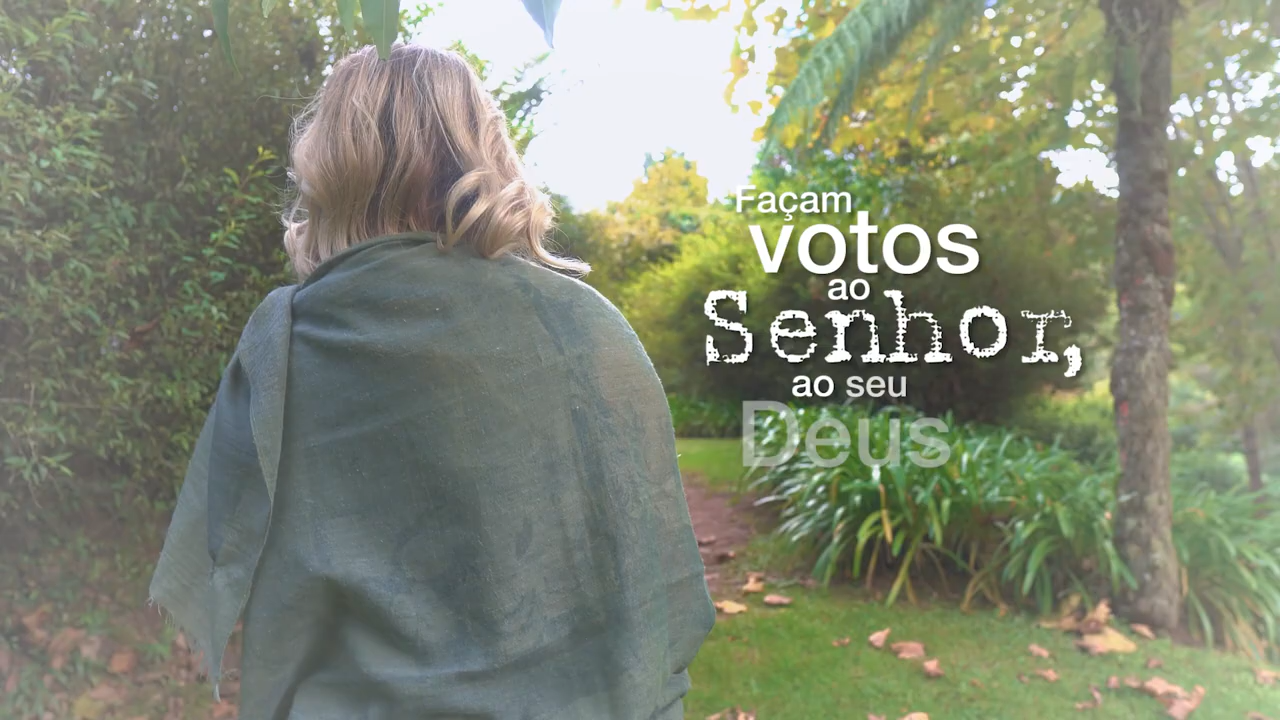 Façam
votos
ao
Senhor,
ao seu
Deus